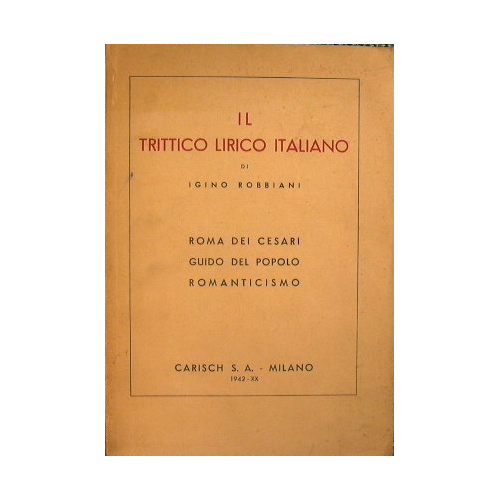 IL
TRITTICO LIRICO ITALIANO
DI
IGINO ROBBIANI
ROMA DEI CESARI
GUIDO DEL POPOLO
ROMANTICISMO
CARISCH S. A. - MILANO
1942-XX